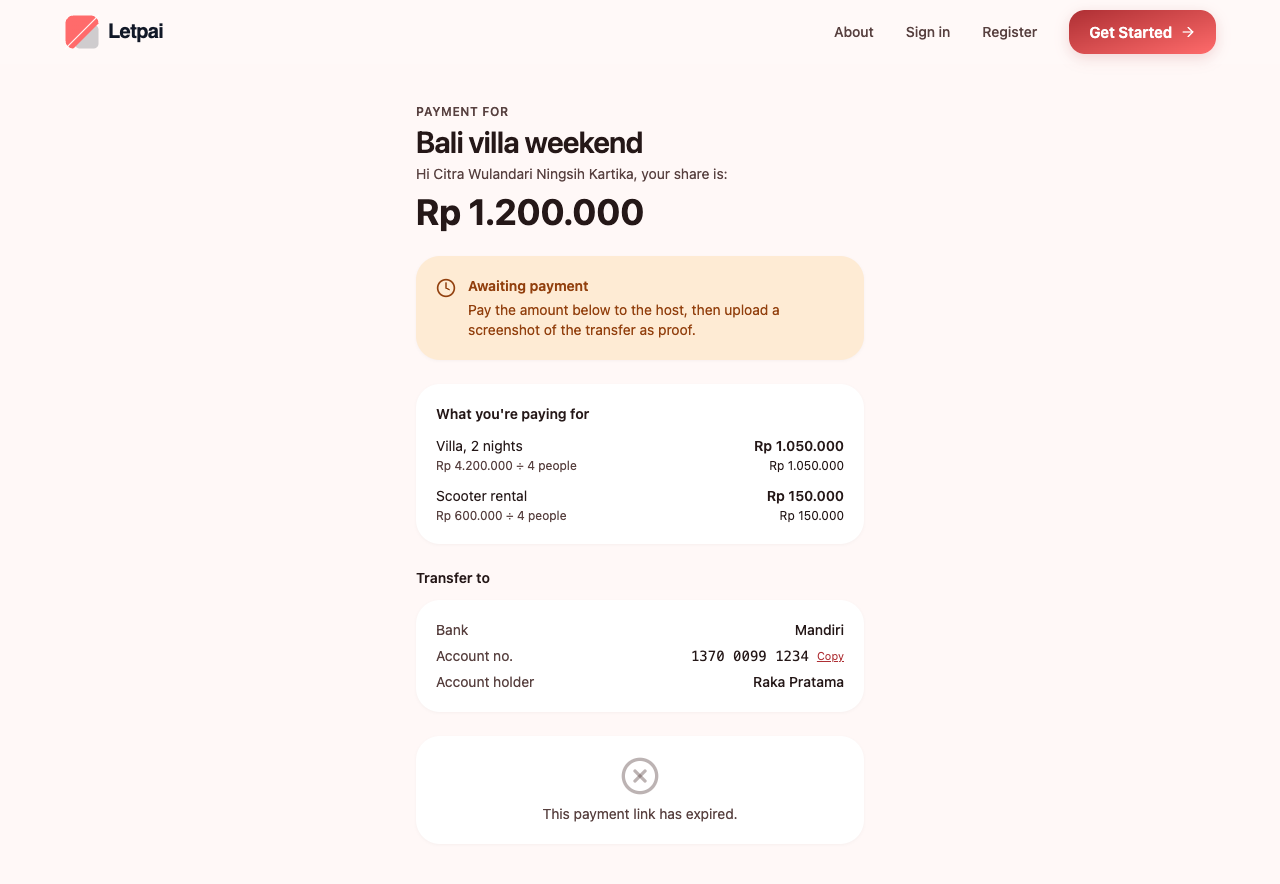 Letpai
About
Sign in
Register
Get Started
PAYMENT FOR
Bali villa weekend
Hi Citra Wulandari Ningsih Kartika, your share is:
Rp 1.200.000
Awaiting payment
Pay the amount below to the host, then upload a
screenshot of the transfer as proof.
What you're paying for
Villa, 2 nights Rp 1.050.000
Rp 4.200.000 ÷ 4 people Rp 1.050.000
Scooter rental Rp 150.000
Rp 600.000 ÷ 4 people Rp 150.000
Transfer to
Bank Mandiri
Account no. 1370 0099 1234 Copy
Account holder Raka Pratama
This payment link has expired.